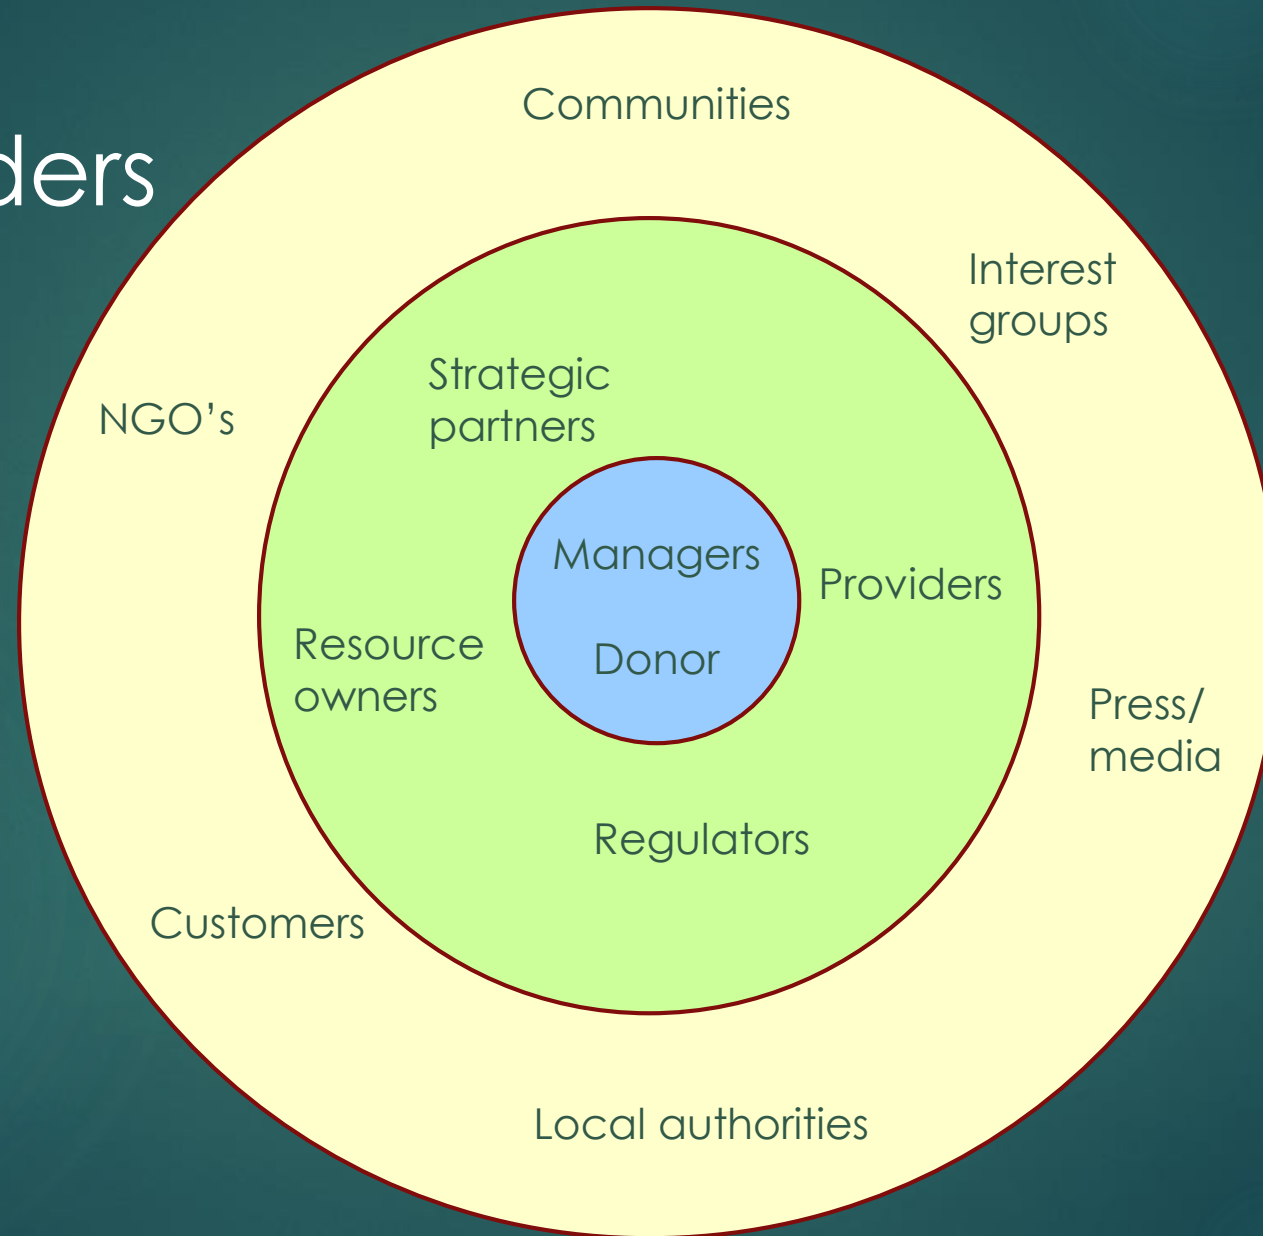 ders
Communities
Interest
groups
Strategic
partners
NGO’s
Managers
Providers
Donor
Resource
owners
Press/
media
Regulators
Customers
Local authorities